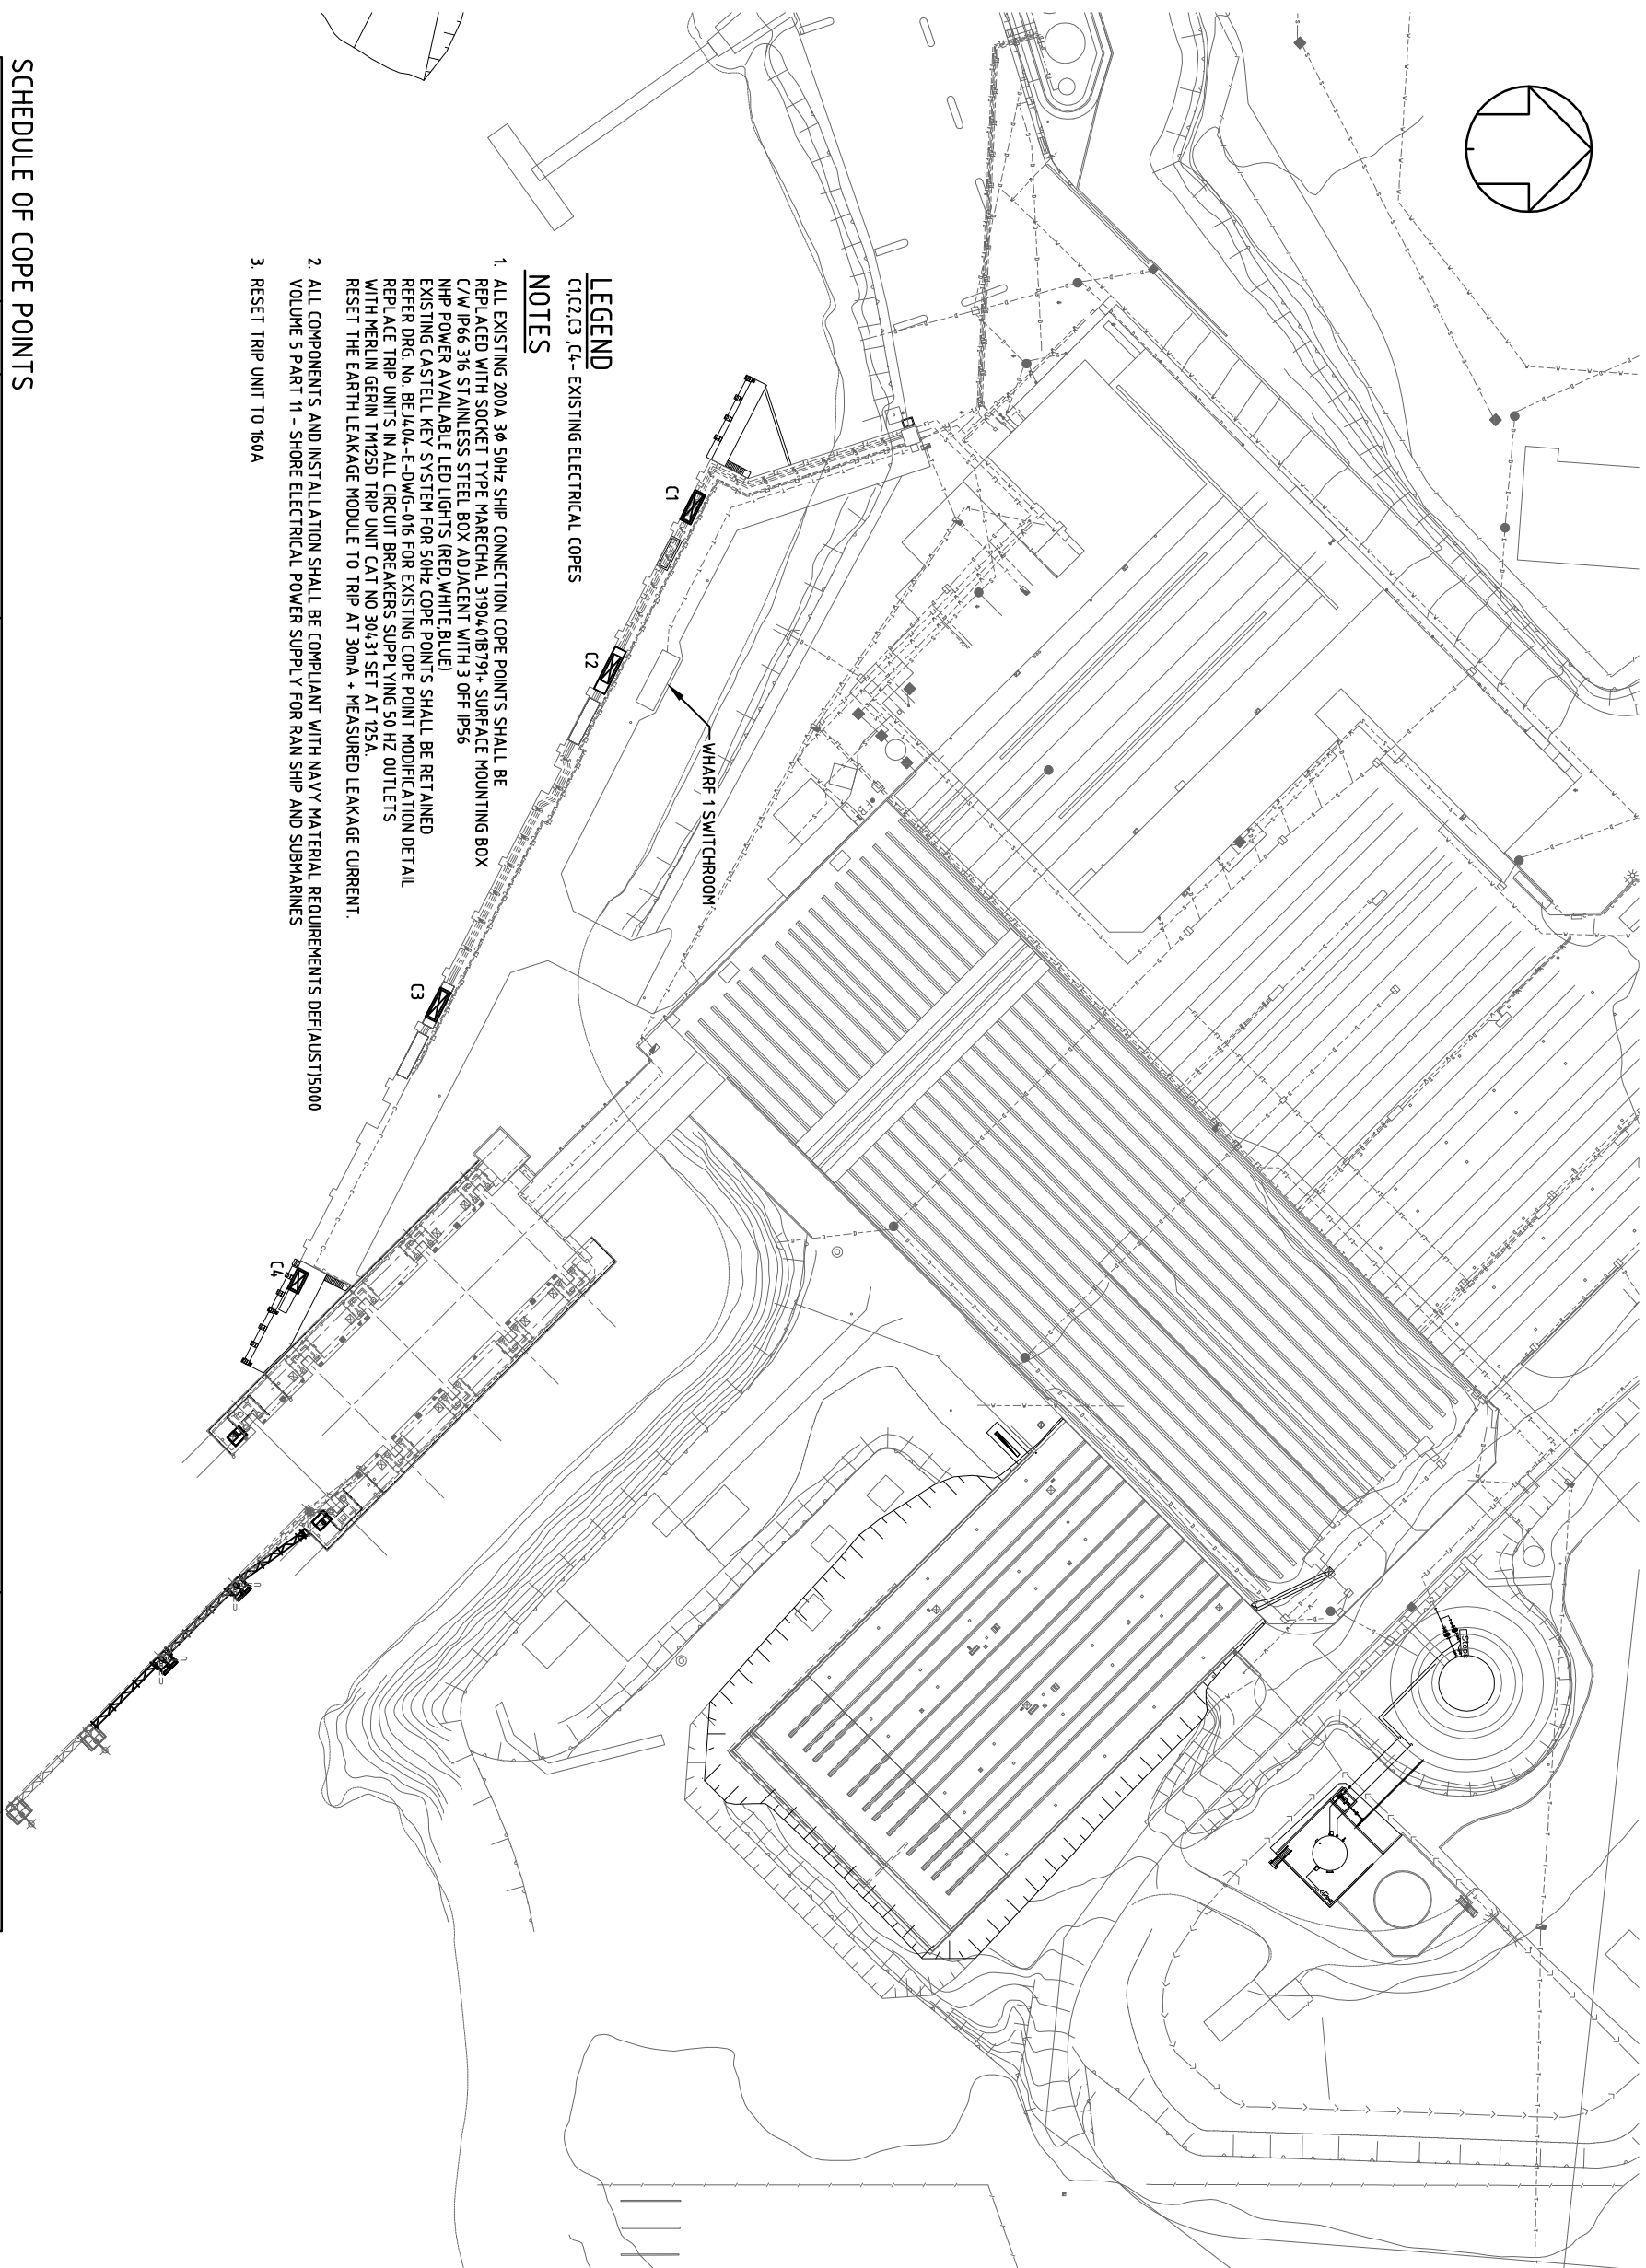 WHARF 1 SWITCHROOM
C1
C2
C3
C4
LEGEND
C1,C2,C3 ,C4- EXISTING ELECTRICAL COPES
NOTES
1. ALL EXISTING 200A 3Ø 50Hz SHIP CONNECTION COPE POINTS SHALL BE
REPLACED WITH SOCKET TYPE MARECHAL 319401B791+ SURFACE MOUNTING BOX
C/W IP66 316 STAINLESS STEEL BOX ADJACENT WITH 3 OFF IP56
NHP POWER AVAILABLE LED LIGHTS (RED,WHITE,BLUE)
EXISTING CASTELL KEY SYSTEM FOR 50Hz COPE POINTS SHALL BE RETAINED
REFER DRG. No. BEJ404-E-DWG-016 FOR EXISTING COPE POINT MODIFICATION DETAIL
REPLACE TRIP UNITS IN ALL CIRCUIT BREAKERS SUPPLYING 50 HZ OUTLETS
WITH MERLIN GERIN TM125D TRIP UNIT CAT NO 30431 SET AT 125A.
RESET THE EARTH LEAKAGE MODULE TO TRIP AT 30mA + MEASURED LEAKAGE CURRENT.
2. ALL COMPONENTS AND INSTALLATION SHALL BE COMPLIANT WITH NAVY MATERIAL REQUIREMENTS DEF(AUST)5000
VOLUME 5 PART 11 - SHORE ELECTRICAL POWER SUPPLY FOR RAN SHIP AND SUBMARINES
3. RESET TRIP UNIT TO 160A
SCHEDULE OF COPE POINTS